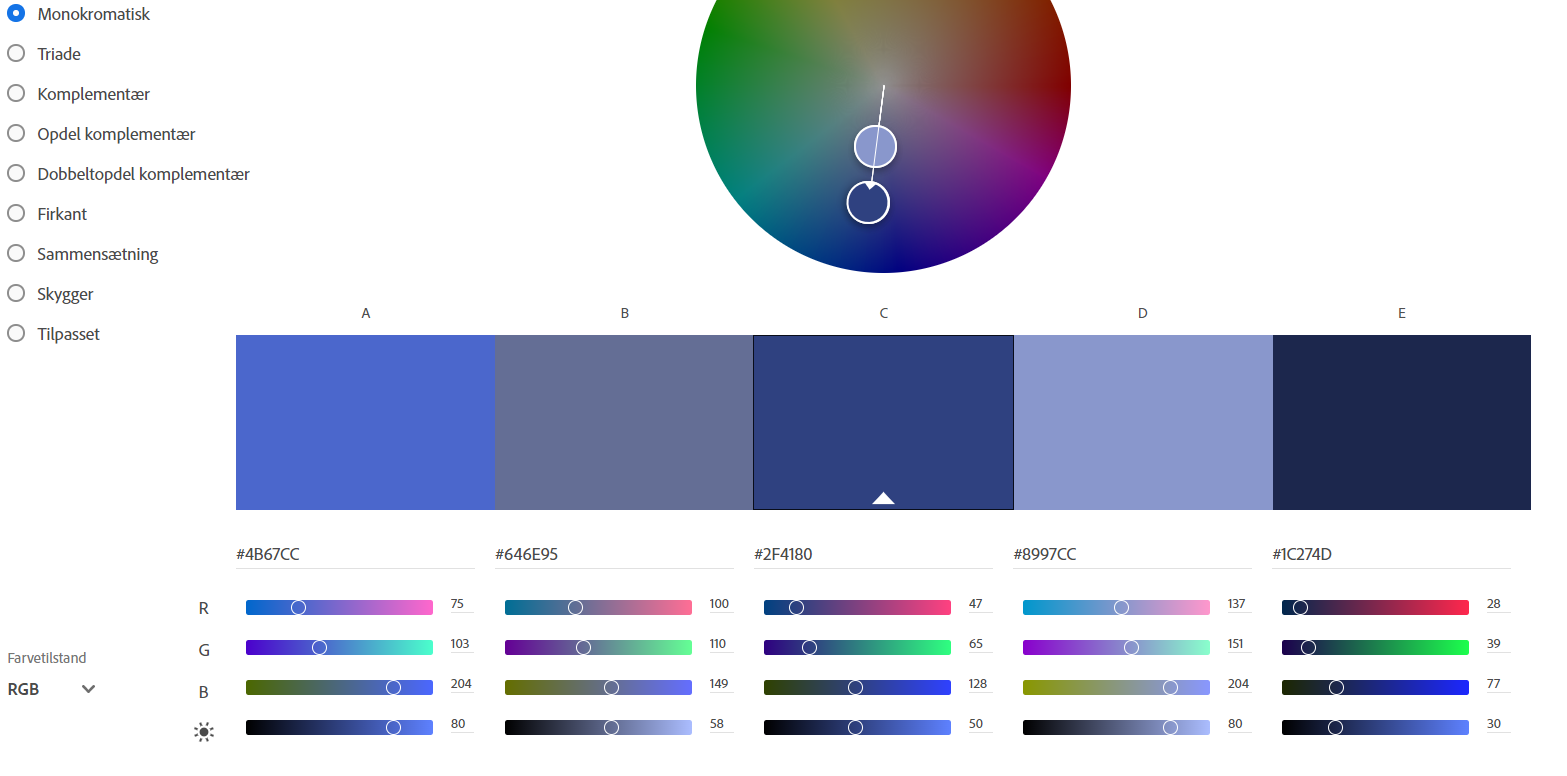 Monokromatisk
Triade
Komplementær
Opdel komplementær
Dobbeltopdel komplementær
Firkant
Sammensætning
Skygger
Tilpasset
A B C D E
#4B67CC #646E95 #2F4180 #8997CC #1C274D
R 75 100 47 137 28
G 103 110 65 151 39
Farvetilstand
RGB
B 204 149 128 204 77
80 58 50 80 30